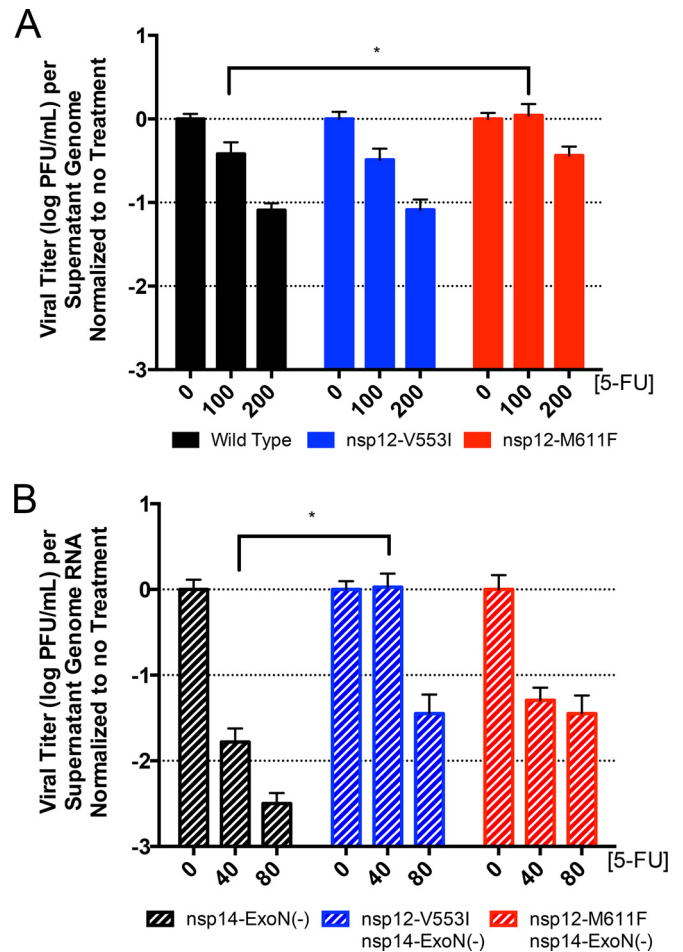 A
Viral Titer (log PFU/mL) per
Supernatant Genome
Normalized to no Treatment
1
0
-1
-2
-3
*
0 100 200 0 100 200 0 100 200 [5-FU]
Wild Type nsp12-V553I nsp12-M611F
B
Viral Titer (log PFU/mL) per
Supernatant Genome RNA
Normalized to no Treatment
1
0
-1
-2
-3
*
0 40 80 0 40 80 0 40 80 [5-FU]
nsp14-ExoN(-) nsp12-V553I nsp12-M611F
nsp14-ExoN(-) nsp14-ExoN(-)